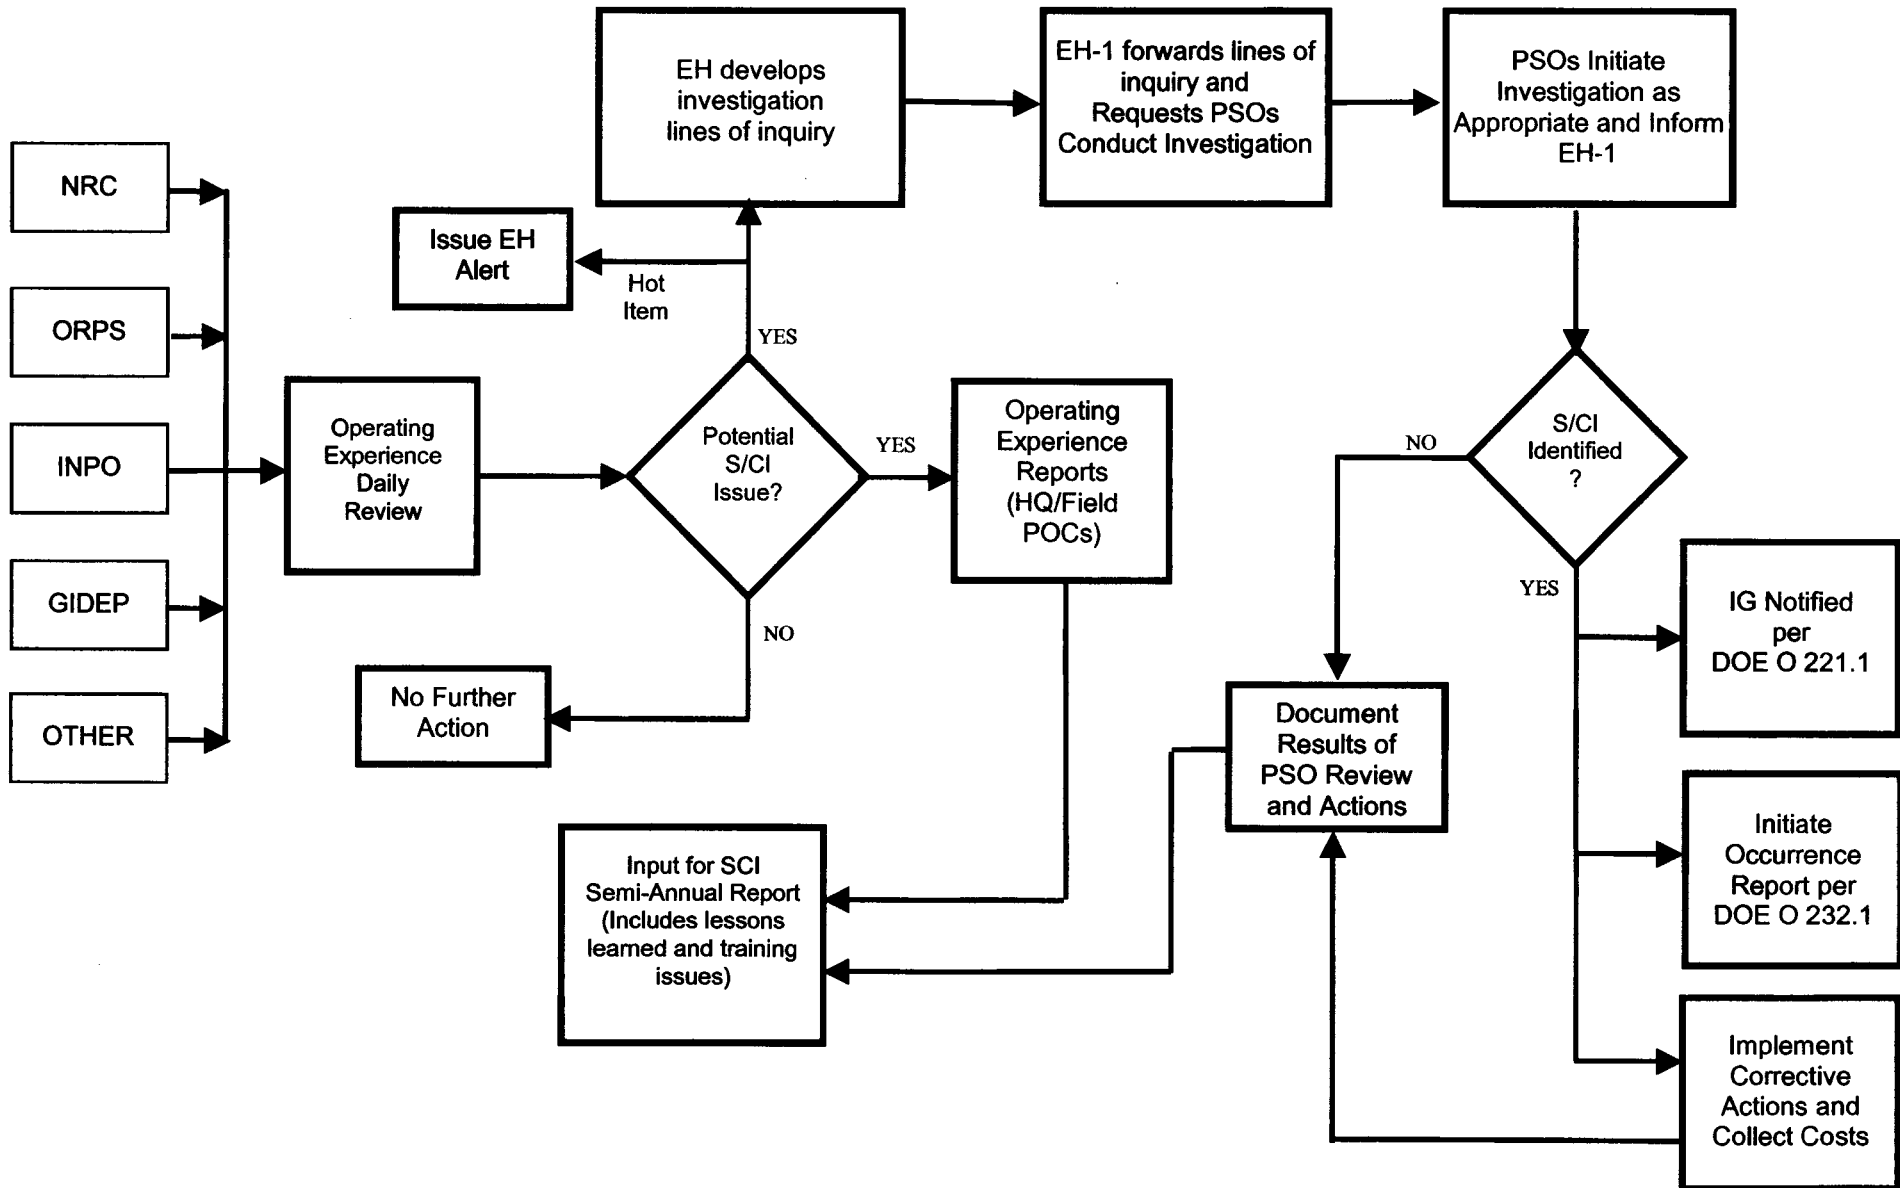 EH develops
investigation
lines of inquiry
EH-1 forwards lines of
inquiry and
Requests PSOs
Conduct Investigation
PSOs Initiate
Investigation as
Appropriate and Inform
EH-1
NRC
ORPS
INPO
GIDEP
OTHER
Issue EH
Alert
Hot
Item
YES
Operating
Experience
Daily
Review
Potential
S/CI
Issue?
YES
Operating
Experience
Reports
(HQ/Field
POCs)
NO
No Further
Action
S/CI
Identified
?
NO
YES
IG Notified
per
DOE O 221.1
Document
Results of
PSO Review
and Actions
Initiate
Occurrence
Report per
DOE O 232.1
Input for SCI
Semi-Annual Report
(Includes lessons
learned and training
issues)
Implement
Corrective
Actions and
Collect Costs